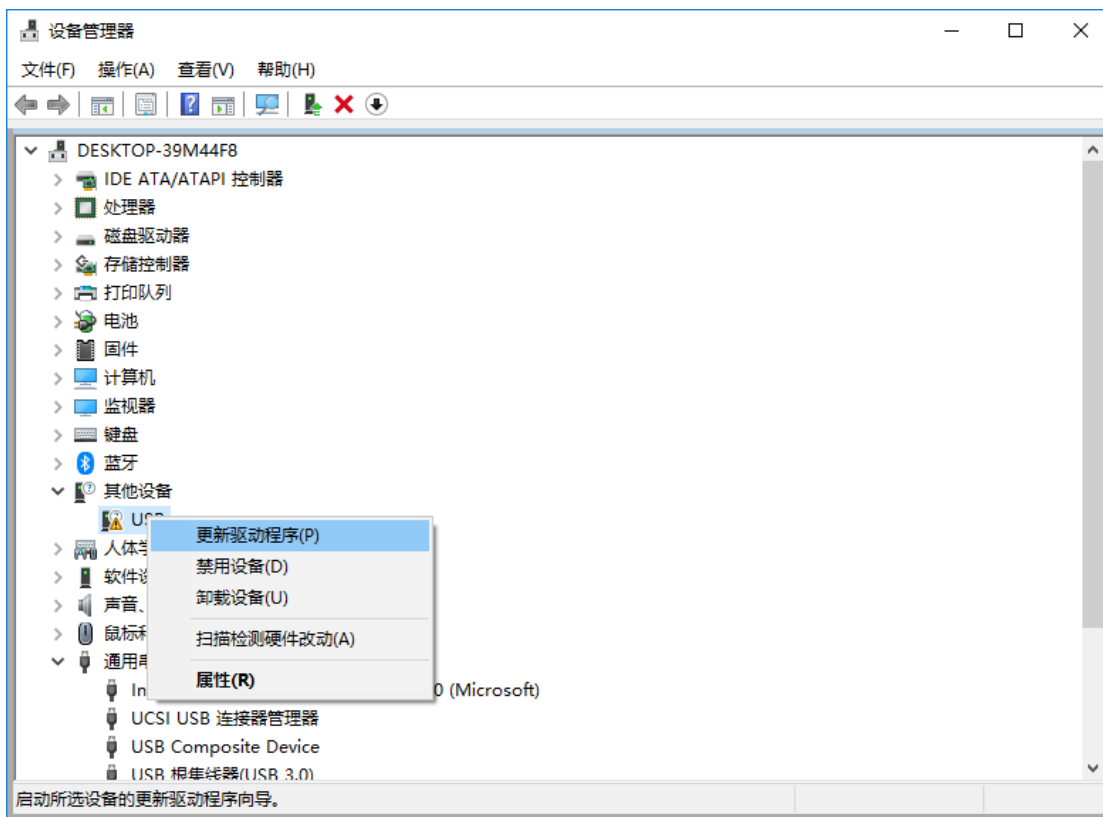 设备管理器
文件(F) 操作(A) 查看(V) 帮助(H)
DESKTOP-39M44F8
IDE ATA/ATAPI 控制器
处理器
磁盘驱动器
存储控制器
打印队列
电池
固件
计算机
监视器
键盘
蓝牙
其他设备
更新驱动程序(P)
人体
禁用设备(D)
软件
卸载设备(U)
声音、
鼠标
扫描检测硬件改动(A)
通用
属性(R)
In 0 (Microsoft)
UCSI USB 连接器管理器
USB Composite Device
USB 根集线器(USB 3.0)
启动所选设备的更新驱动程序向导。